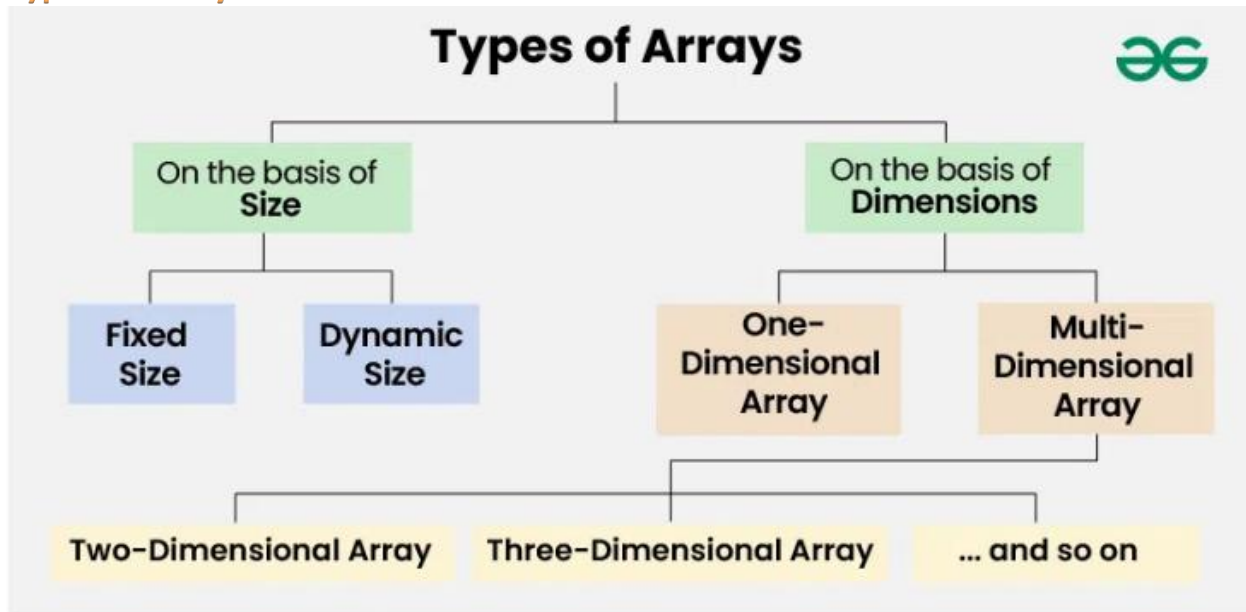 Types of Arrays
On the basis of
Size
On the basis of
Dimensions
Fixed
Size
Dynamic
Size
One-
Dimensional
Array
Multi-
Dimensional
Array
Two-Dimensional Array
Three-Dimensional Array
... and so on